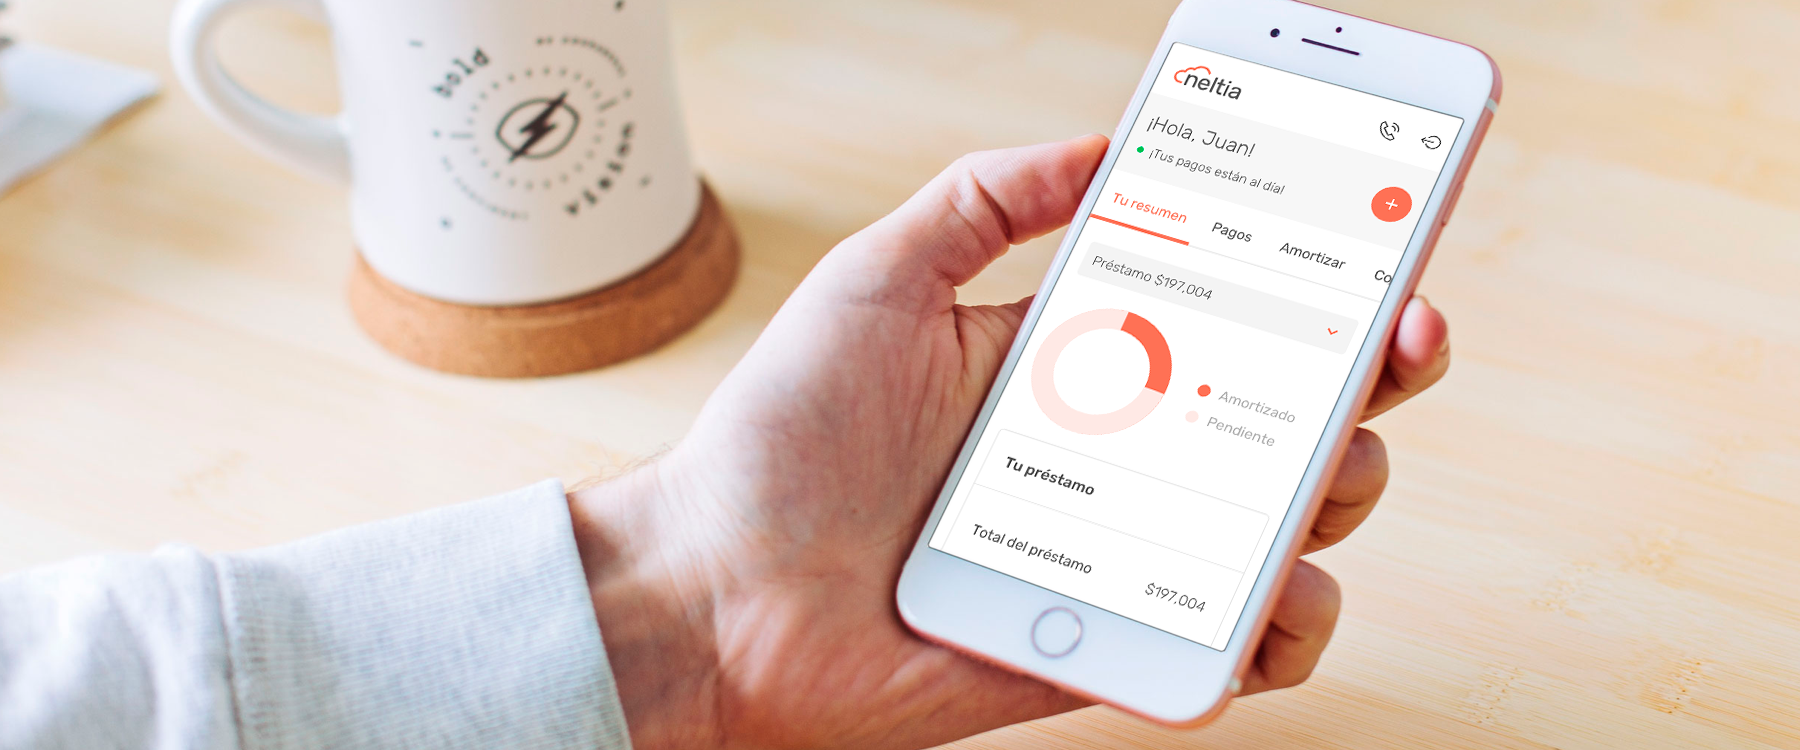 bold
neltia
¡Hola, Juan!
¡Tus pagos están al día!
+
Tu resumen Pagos Amortizar Co
Préstamo $197.004
Amortizado
Pendiente
Tu préstamo
Total del préstamo $197.004